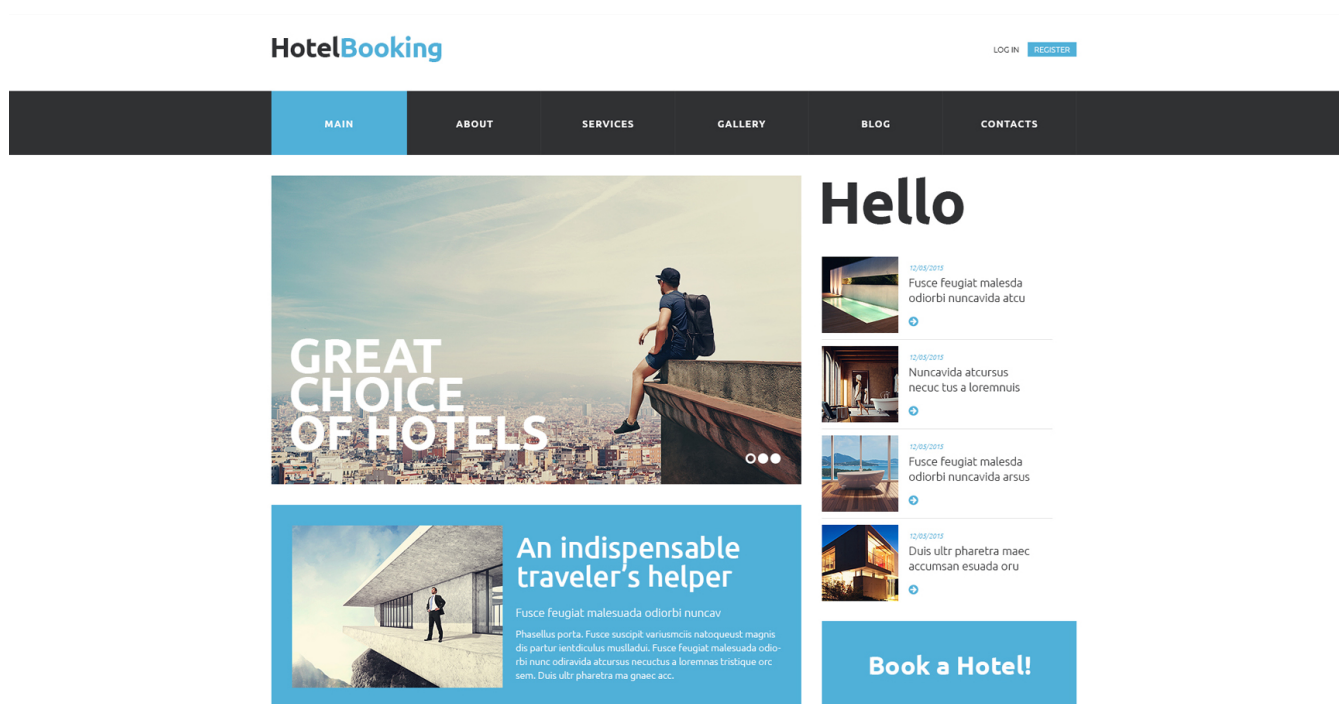 HotelBooking
LOG IN
REGISTER
MAIN
ABOUT
SERVICES
GALLERY
BLOG
CONTACTS
GREAT
CHOICE
OF HOTELS
Hello
12/05/2015
Fusce feugiat malesda
odiorbi nuncavida atcu
12/05/2015
Nuncavida atcursus
necuc tus a loremnuis
12/05/2015
Fusce feugiat malesda
odiorbi nuncavida arsus
12/05/2015
Duis ultr pharetra maec
accumsan esuada oru
An indispensable
traveler's helper
Fusce feugiat malesuada odiorbi nuncav
Phasellus porta. Fusce suscipit variusmciis natoqueust magnis
dis partur ientdiculus muslladui. Fusce feugiat malesuada odio-
rbi nunc odiravida atcursus necuctus a loremnas tristique orc
sem. Duis ultr pharetra ma gnaec acc.
Book a Hotel!